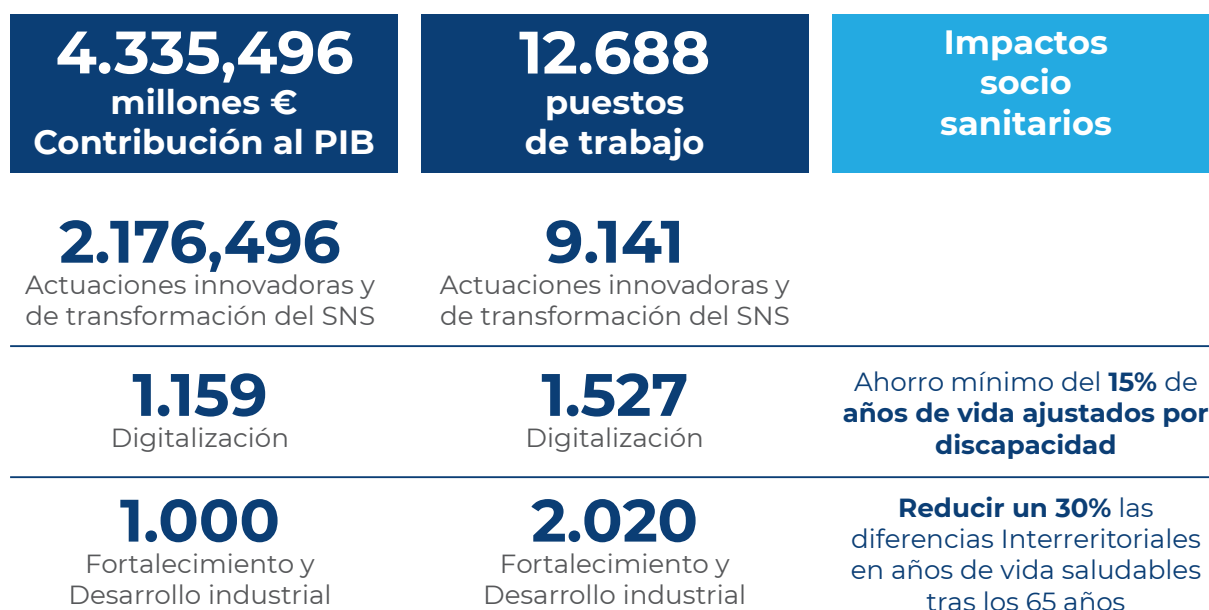 4.335,496
millones €
Contribución al PIB
12.688
puestos
de trabajo
Impactos
socio
sanitarios
2.176,496
Actuaciones innovadoras y
de transformación del SNS
9.141
Actuaciones innovadoras y
de transformación del SNS
1.159
Digitalización
1.527
Digitalización
Ahorro mínimo del 15% de
años de vida ajustados por
discapacidad
1.000
Fortalecimiento y
Desarrollo industrial
2.020
Fortalecimiento y
Desarrollo industrial
Reducir un 30% las
diferencias Interreritoriales
en años de vida saludables
tras los 65 años